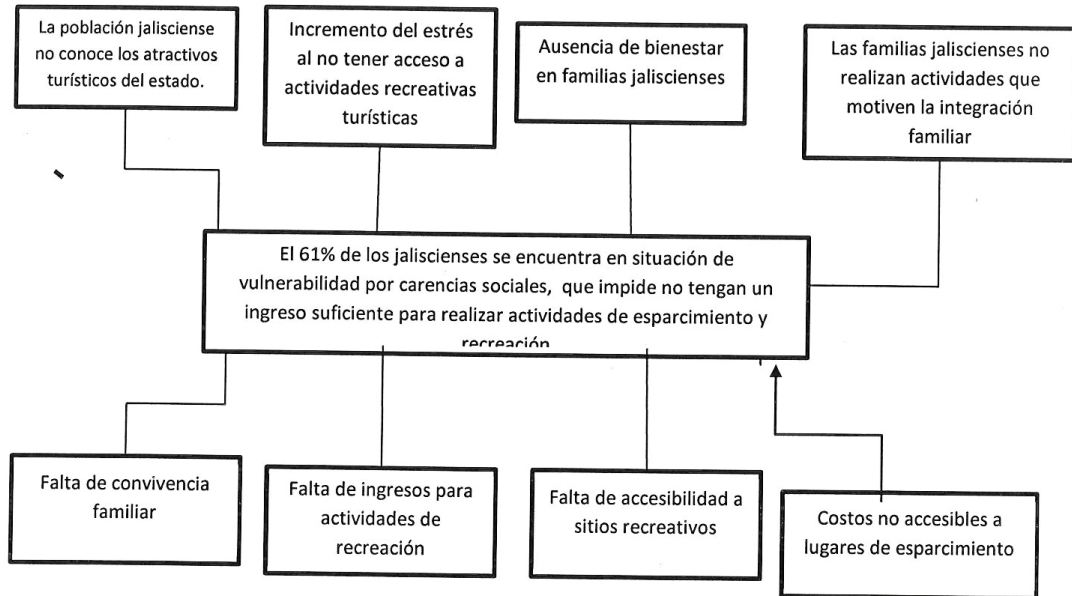 La población jalisciense
no conoce los atractivos
turísticos del estado.
Incremento del estrés
al no tener acceso a
actividades recreativas
turísticas
Ausencia de bienestar
en familias jaliscienses
Las familias jaliscienses no
realizan actividades que
motiven la integración
familiar
El 61% de los jaliscienses se encuentra en situación de
vulnerabilidad por carencias sociales, que impide no tengan un
ingreso suficiente para realizar actividades de esparcimiento y
recreación
Falta de convivencia
familiar
Falta de ingresos para
actividades de
recreación
Falta de accesibilidad a
sitios recreativos
Costos no accesibles a
lugares de esparcimiento